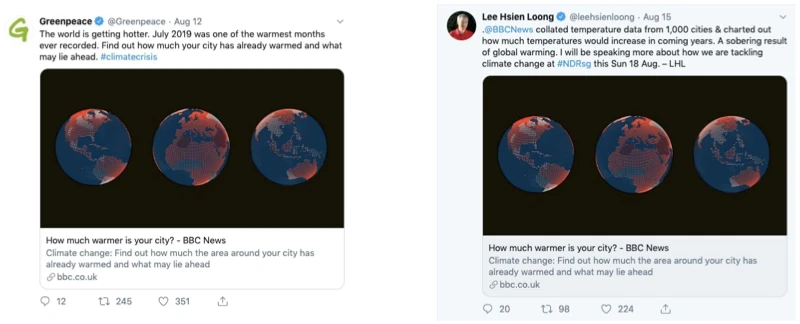 Greenpeace @Greenpeace · Aug 12
The world is getting hotter. July 2019 was one of the warmest months
ever recorded. Find out how much your city has already warmed and what
may lie ahead. #climatecrisis
How much warmer is your city? - BBC News
Climate change: Find out how much the area around your city has
already warmed and what may lie ahead
bbc.co.uk
12 245 351
Lee Hsien Loong @leehsienloong · Aug 15
.@BBCNews collated temperature data from 1,000 cities & charted out
how much temperatures would increase in coming years. A sobering result
of global warming. I will be speaking more about how we are tackling
climate change at #NDRsg this Sun 18 Aug. – LHL
How much warmer is your city? - BBC News
Climate change: Find out how much the area around your city has
already warmed and what may lie ahead
bbc.co.uk
20 98 224